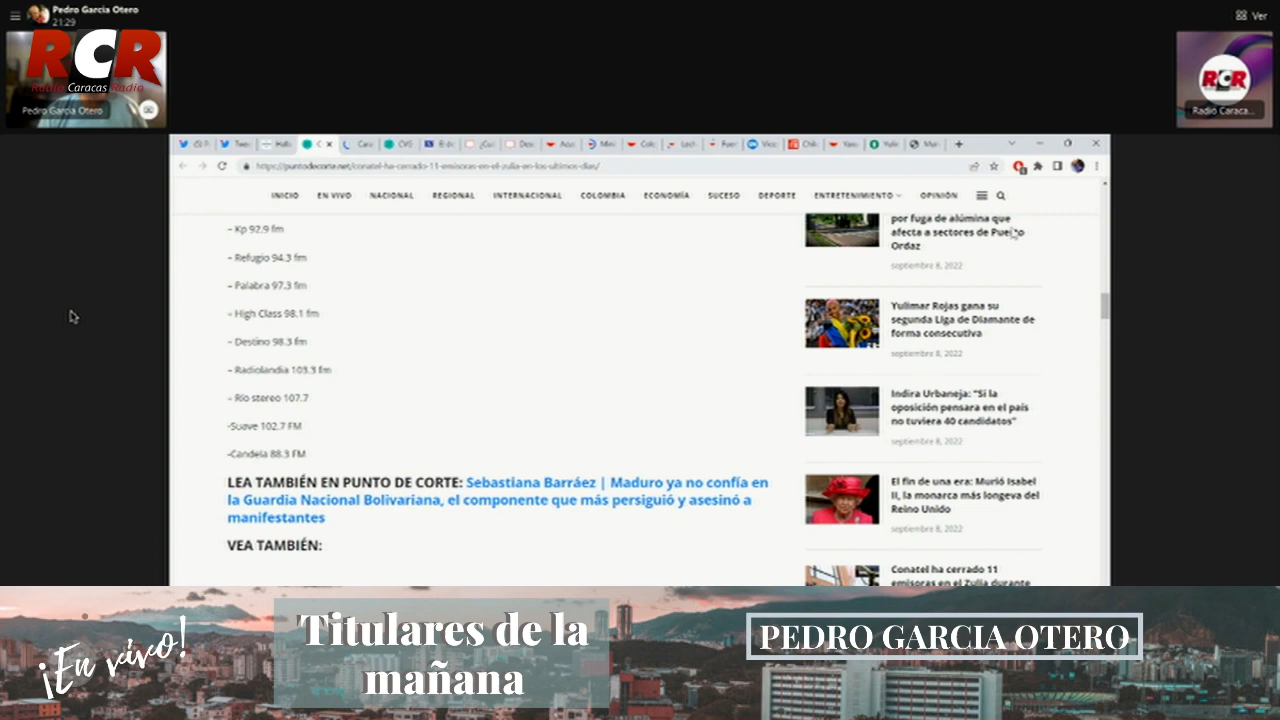 Pedro Garcia Otero
21:29
Ver
RCR
Radio Caracas Radio
Pedro Garcia Otero
RCR
Radio Caraca...
https://puntodecorte.net/conatel-ha-cerrado-11-emisoras-en-el-zulia-en-los-ultimos-dias/
INICIO EN VIVO NACIONAL REGIONAL INTERNACIONAL COLOMBIA ECONOMÍA SUCESO DEPORTE ENTRETENIMIENTO OPINIÓN
– Kp 92.9 fm
– Refugio 94.3 fm
– Palabra 97.3 fm
– High Class 98.1 fm
– Destino 98.3 fm
– Radiolandia 103.3 fm
– Río stereo 107.7
-Suave 102.7 FM
-Candela 88.3 FM
LEA TAMBIÉN EN PUNTO DE CORTE: Sebastiana Barráez | Maduro ya no confía en
la Guardia Nacional Bolivariana, el componente que más persiguió y asesinó a
manifestantes
VEA TAMBIÉN:
por fuga de alúmina que
afecta a sectores de Puerto
Ordaz
septiembre 8, 2022
Yulimar Rojas gana su
segunda Liga de Diamante de
forma consecutiva
septiembre 8, 2022
Indira Urbaneja: "Si la
oposición pensara en el país
no tuviera 40 candidatos"
septiembre 8, 2022
El fin de una era: Murió Isabel
II, la monarca más longeva del
Reino Unido
septiembre 8, 2022
Conatel ha cerrado 11
emisoras en el Zulia durante
¡En vivo!
Titulares de la
mañana
PEDRO GARCIA OTERO